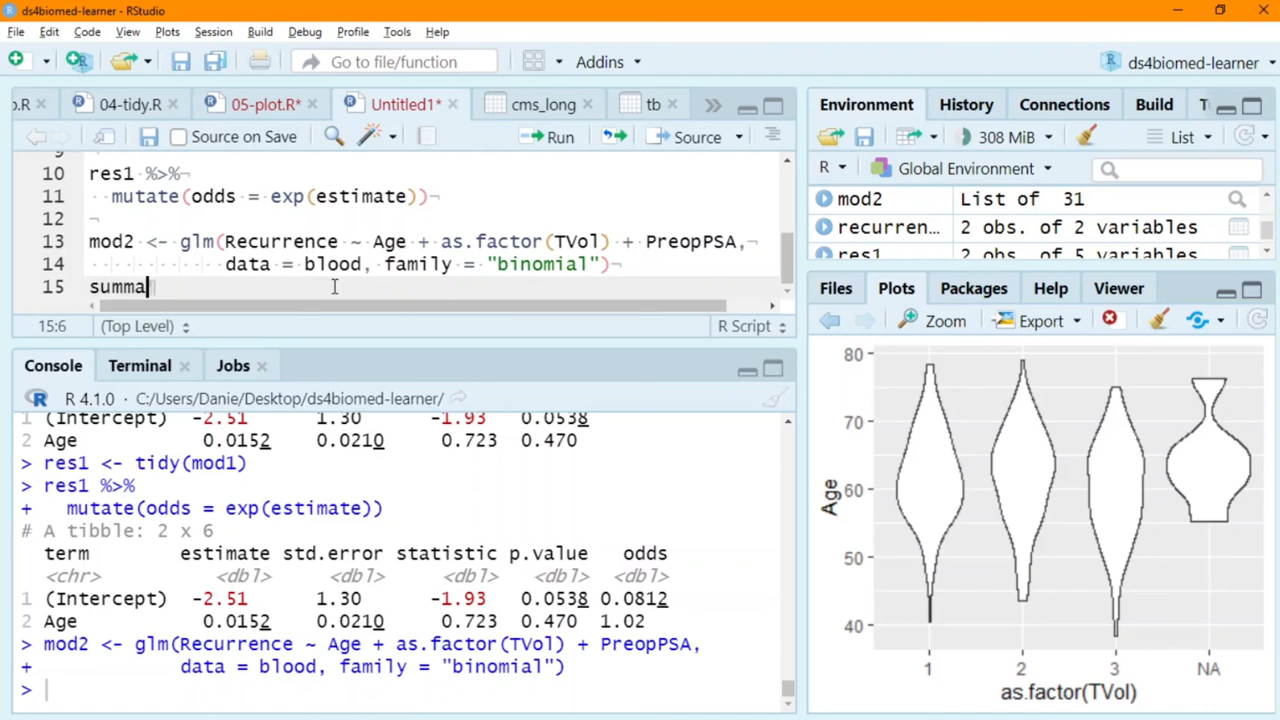 ds4biomed-learner - RStudio
File Edit Code View Plots Session Build Debug Profile Tools Help
Go to file/function Addins ds4biomed-learner
o.R 04-tidy.R 05-plot.R* Untitled1* cms_long tb
Source on Save Run Source
10 res1 %>%¬
11 mutate(odds = exp(estimate))¬
12 ¬
13 mod2 <- glm(Recurrence ~ Age + as.factor(TVol) + PreopPSA,¬
14 data = blood, family = "binomial")¬
15 summa
15:6 (Top Level) R Script
Console Terminal Jobs
R 4.1.0 · C:/Users/Danie/Desktop/ds4biomed-learner/
1 (Intercept) -2.51 1.30 -1.93 0.0538
2 Age 0.0152 0.0210 0.723 0.470
> res1 <- tidy(mod1)
> res1 %>%
+ mutate(odds = exp(estimate))
# A tibble: 2 x 6
term estimate std.error statistic p.value odds
<chr> <dbl> <dbl> <dbl> <dbl> <dbl>
1 (Intercept) -2.51 1.30 -1.93 0.0538 0.0812
2 Age 0.0152 0.0210 0.723 0.470 1.02
> mod2 <- glm(Recurrence ~ Age + as.factor(TVol) + PreopPSA,
+ data = blood, family = "binomial")
>
Environment History Connections Build
308 MiB List
R Global Environment
mod2 List of 31
recurren... 2 obs. of 2 variables
res1 2 obs. of 5 variables
Files Plots Packages Help Viewer
Zoom Export
80
70
60
50
40
Age
1 2 3 NA
as.factor(TVol)